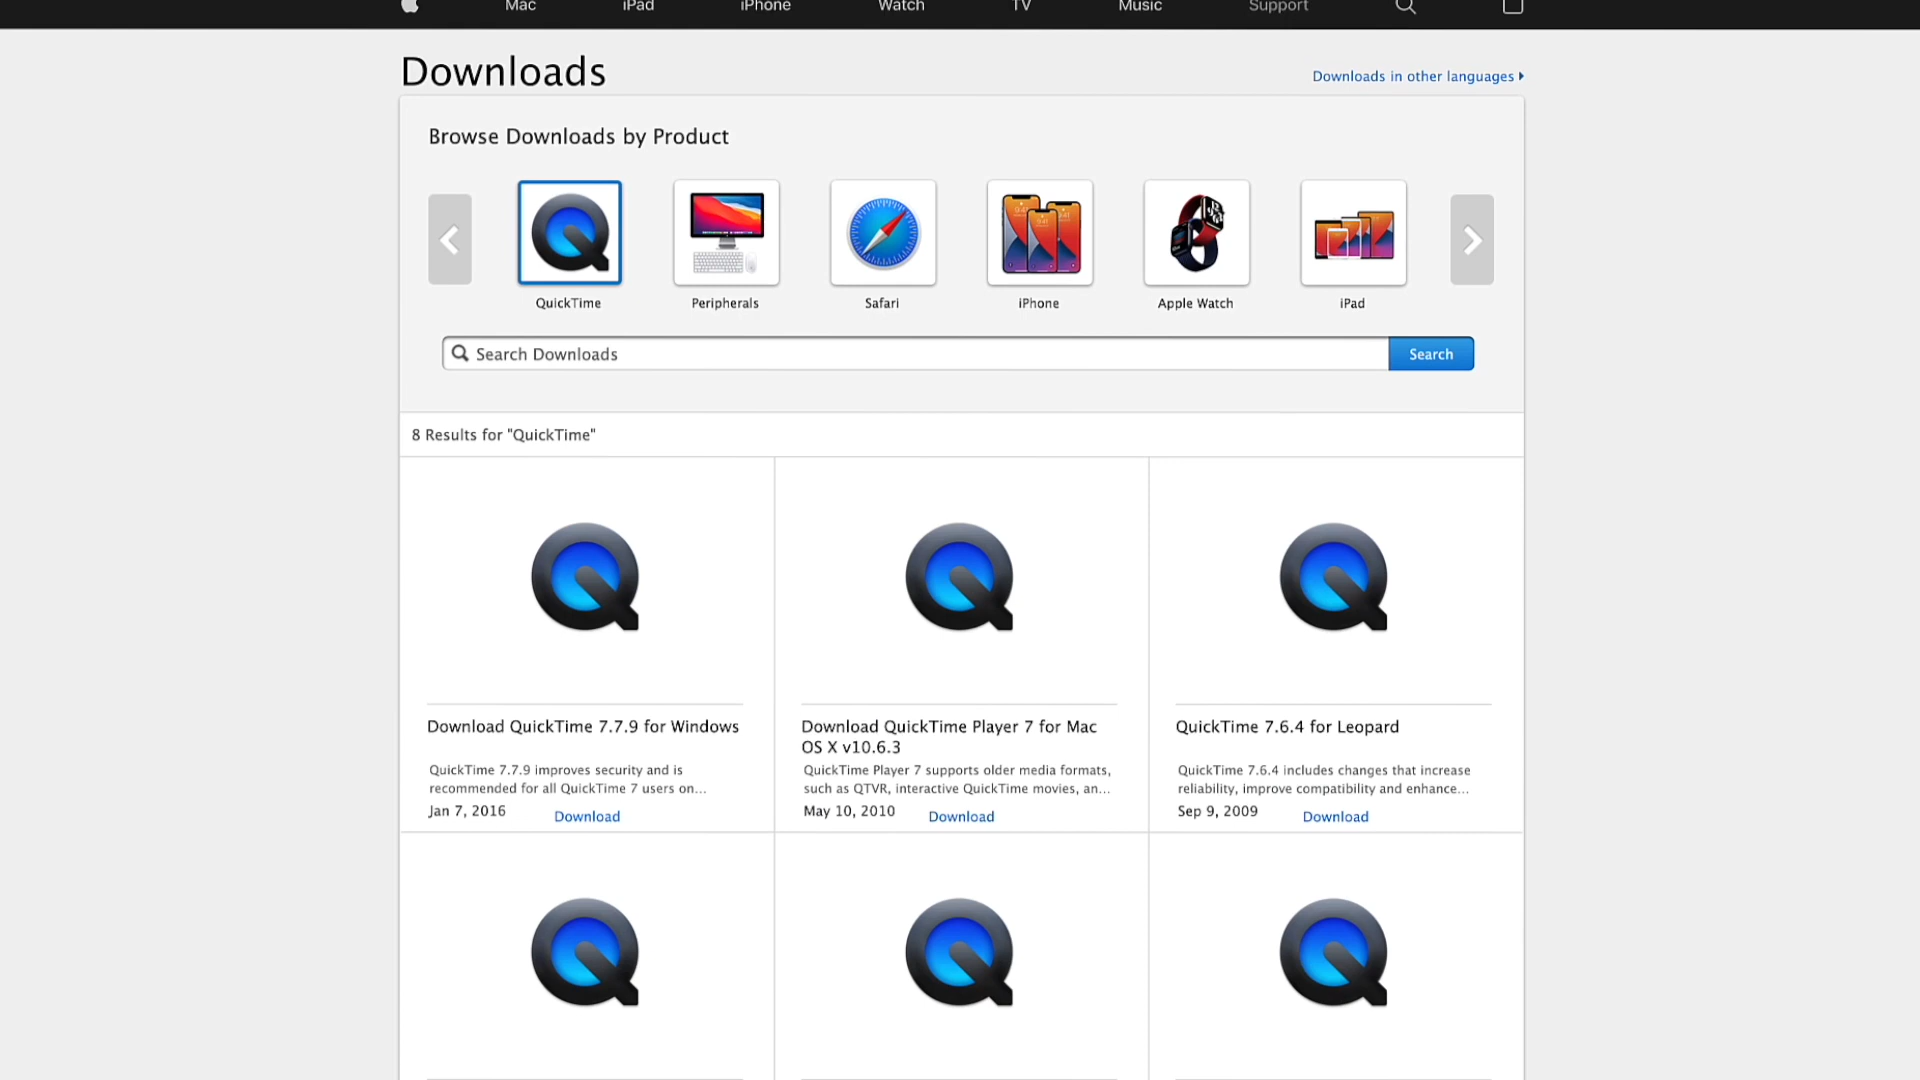 Mac iPad iPhone Watch TV Music Support
Downloads
Downloads in other languages
Browse Downloads by Product
QuickTime Peripherals Safari iPhone Apple Watch iPad
Search Downloads Search
8 Results for "QuickTime"
Download QuickTime 7.7.9 for Windows
QuickTime 7.7.9 improves security and is
recommended for all QuickTime 7 users on...
Jan 7, 2016 Download
Download QuickTime Player 7 for Mac
OS X v10.6.3
QuickTime Player 7 supports older media formats,
such as QTVR, interactive QuickTime movies, an...
May 10, 2010 Download
QuickTime 7.6.4 for Leopard
QuickTime 7.6.4 includes changes that increase
reliability, improve compatibility and enhance...
Sep 9, 2009 Download